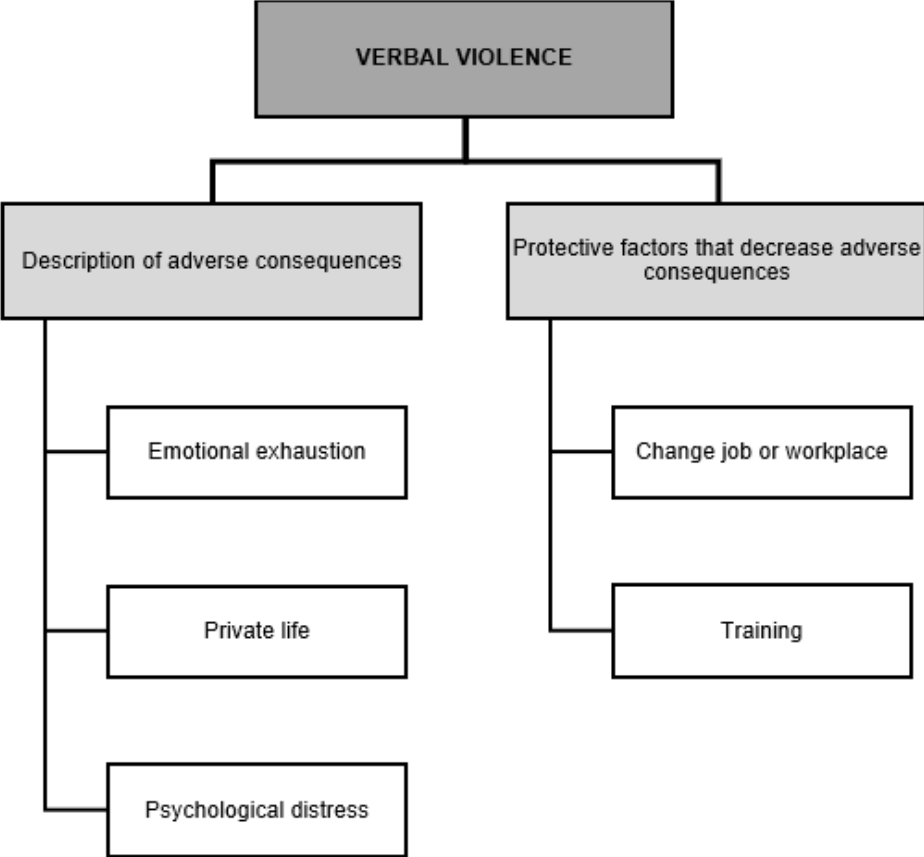 VERBAL VIOLENCE
Description of adverse consequences
Protective factors that decrease adverse
consequences
Emotional exhaustion
Change job or workplace
Private life
Training
Psychological distress